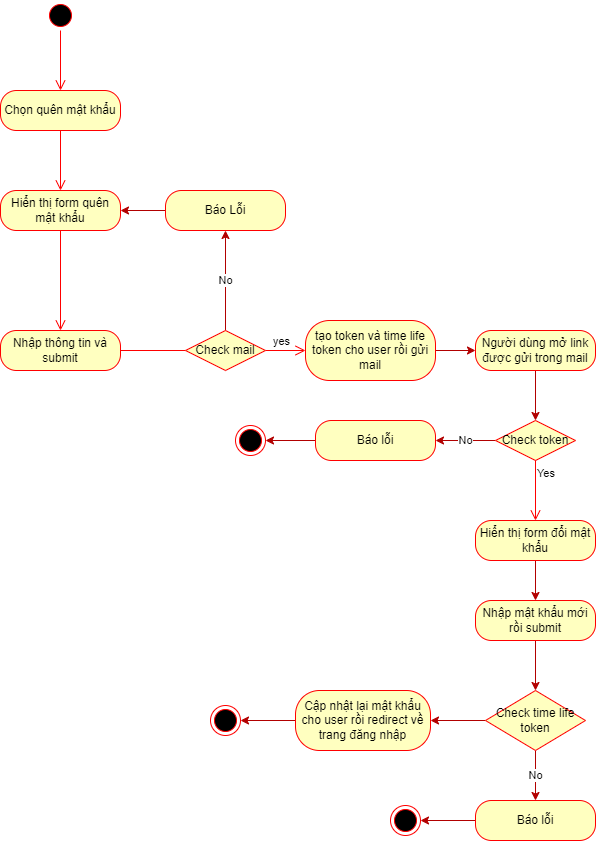 Chọn quên mật khẩu
Hiển thị form quên
mật khẩu
Báo Lỗi
No
Nhập thông tin và
submit
Check mail
yes
tạo token và time life
token cho user rồi gửi
mail
Người dùng mở link
được gửi trong mail
Báo lỗi
No
Check token
Yes
Hiển thị form đổi mật
khẩu
Nhập mật khẩu mới
rồi submit
Cập nhật lại mật khẩu
cho user rồi redirect về
trang đăng nhập
Check time life
token
No
Báo lỗi